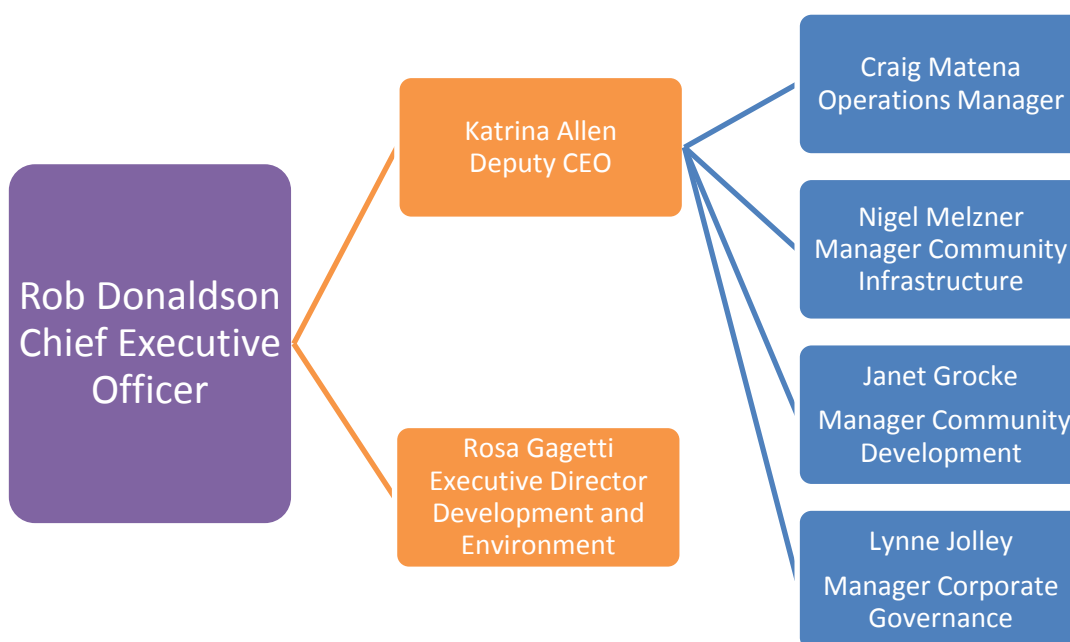 Rob Donaldson
Chief Executive
Officer
Katrina Allen
Deputy CEO
Rosa Gagetti
Executive Director
Development and
Environment
Craig Matena
Operations Manager
Nigel Melzner
Manager Community
Infrastructure
Janet Grocke
Manager Community
Development
Lynne Jolley
Manager Corporate
Governance